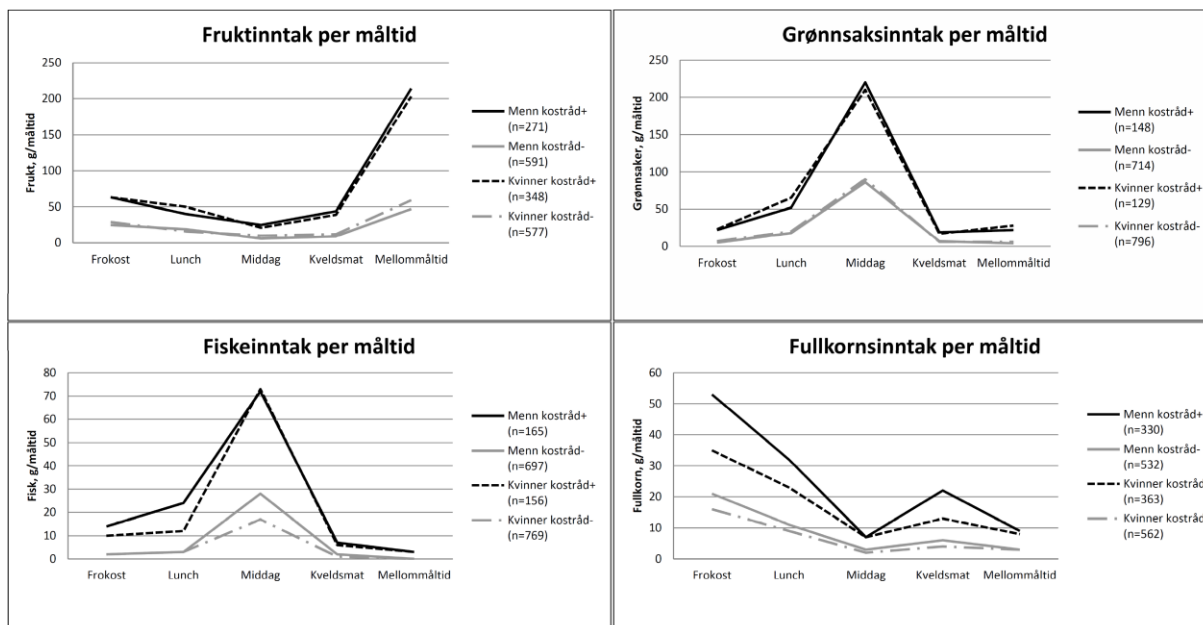 Fruktinntak per måltid
Frukt, g/måltid
250
200
150
100
50
0
Frokost Lunch Middag Kveldsmat Mellommåltid
Menn kostråd+
(n=271)
Menn kostråd-
(n=591)
Kvinner kostråd+
(n=348)
Kvinner kostråd-
(n=577)
Grønnsaksinntak per måltid
Grønnsaker, g/måltid
250
200
150
100
50
0
Frokost Lunch Middag Kveldsmat Mellommåltid
Menn kostråd+
(n=148)
Menn kostråd-
(n=714)
Kvinner kostråd+
(n=129)
Kvinner kostråd-
(n=796)
Fiskeinntak per måltid
Fisk, g/måltid
80
70
60
50
40
30
20
10
0
Frokost Lunch Middag Kveldsmat Mellommåltid
Menn kostråd+
(n=165)
Menn kostråd-
(n=697)
Kvinner kostråd+
(n=156)
Kvinner kostråd-
(n=769)
Fullkornsinntak per måltid
Fullkorn, g/måltid
60
50
40
30
20
10
0
Frokost Lunch Middag Kveldsmat Mellommåltid
Menn kostråd+
(n=330)
Menn kostråd-
(n=532)
Kvinner kostråd
(n=363)
Kvinner kostråd
(n=562)